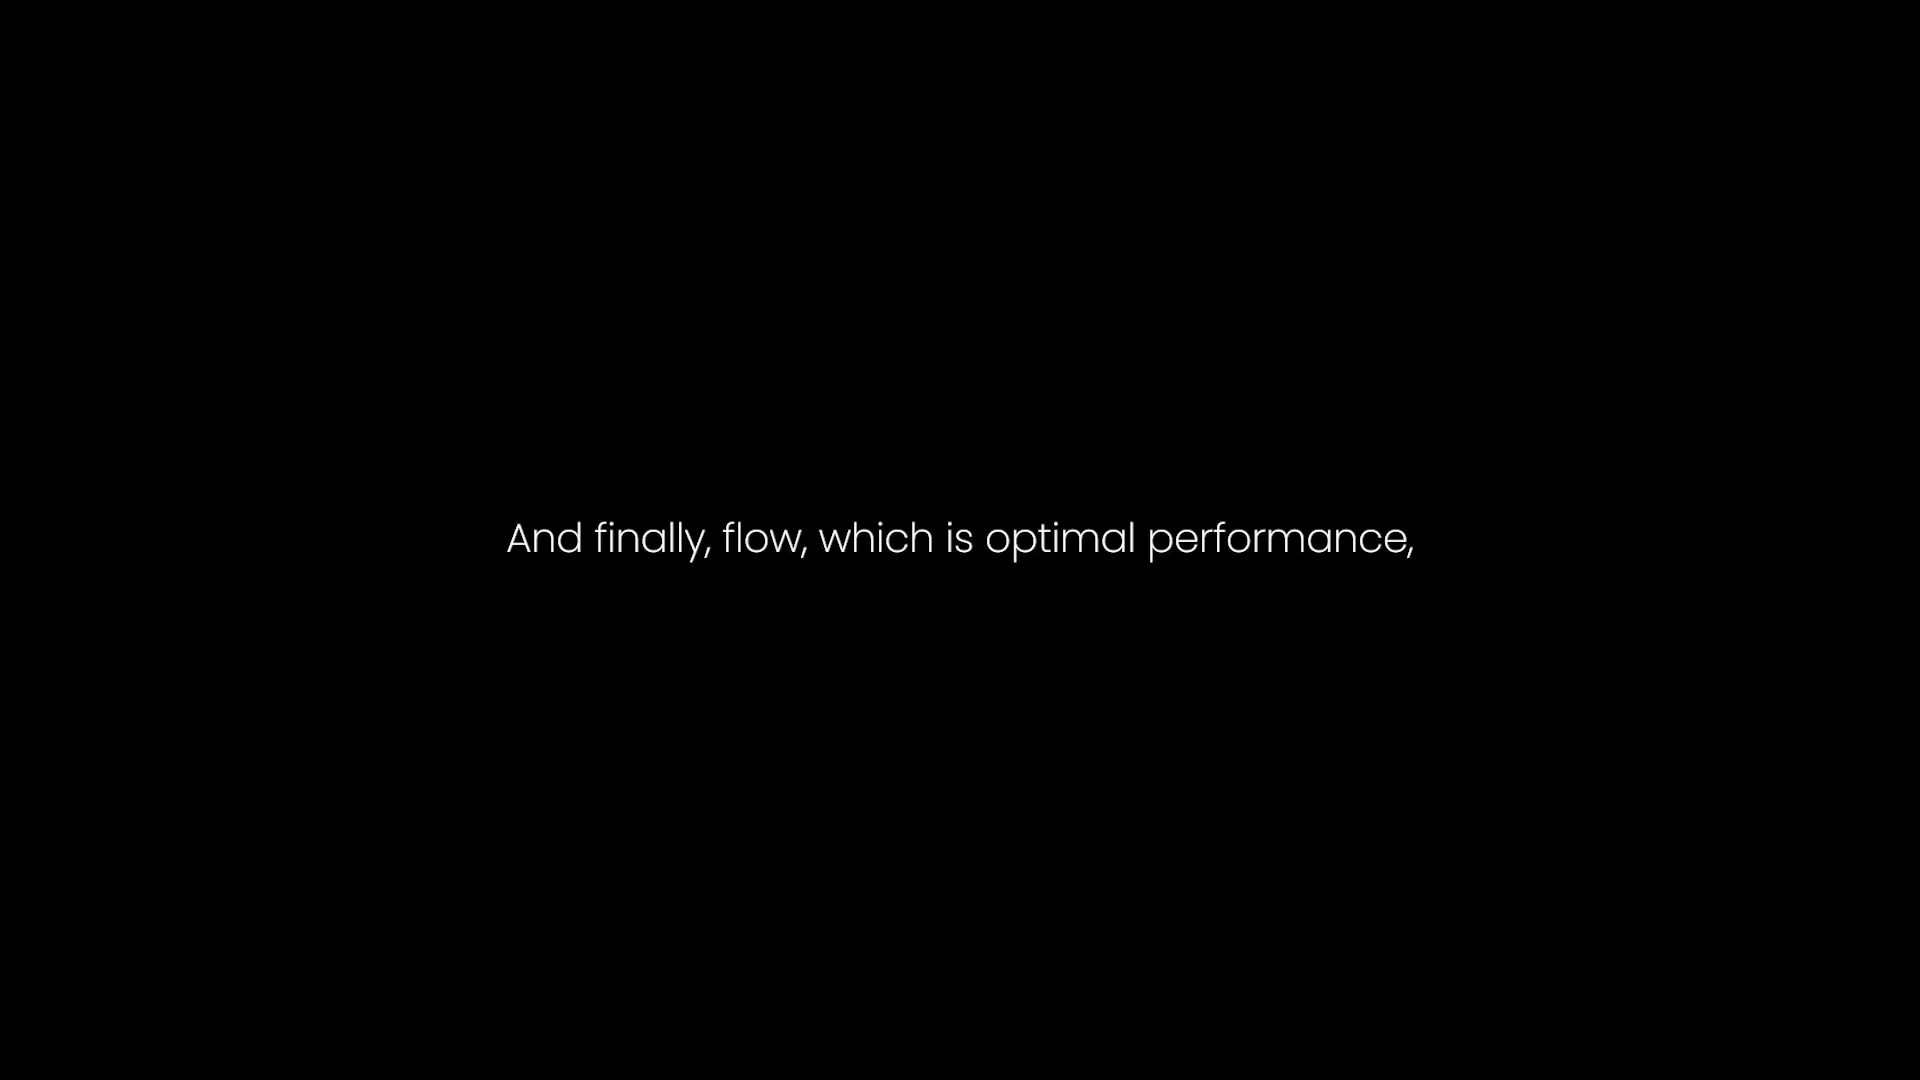 And finally, flow, which is optimal performance,